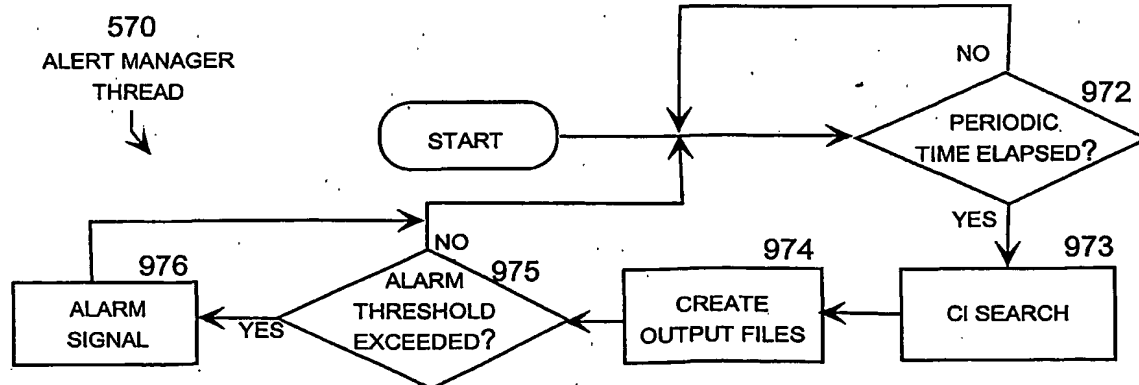 570
ALERT MANAGER
THREAD
START
NO
972
PERIODIC
TIME ELAPSED?
YES
973
CI SEARCH
974
CREATE
OUTPUT FILES
NO
975
ALARM
THRESHOLD
EXCEEDED?
YES
976
ALARM
SIGNAL